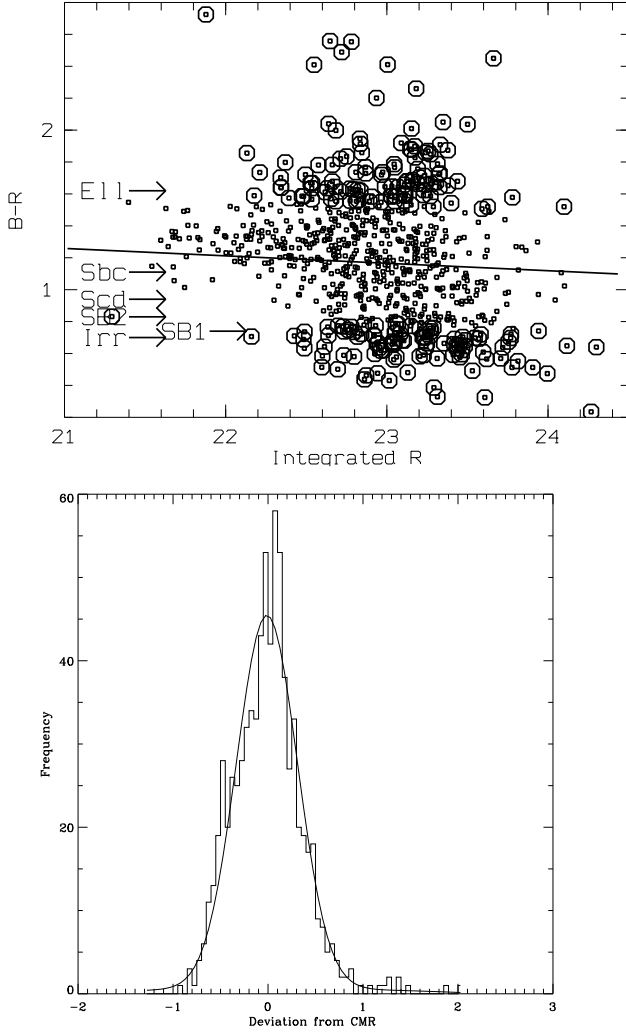 2
B-R
Ell
1
Sbc
Scd
SB2
SB1
Irr
21 22 23 24
Integrated R
60
40
Frequency
20
0
-2 -1 0 1 2 3
Deviation from CMR